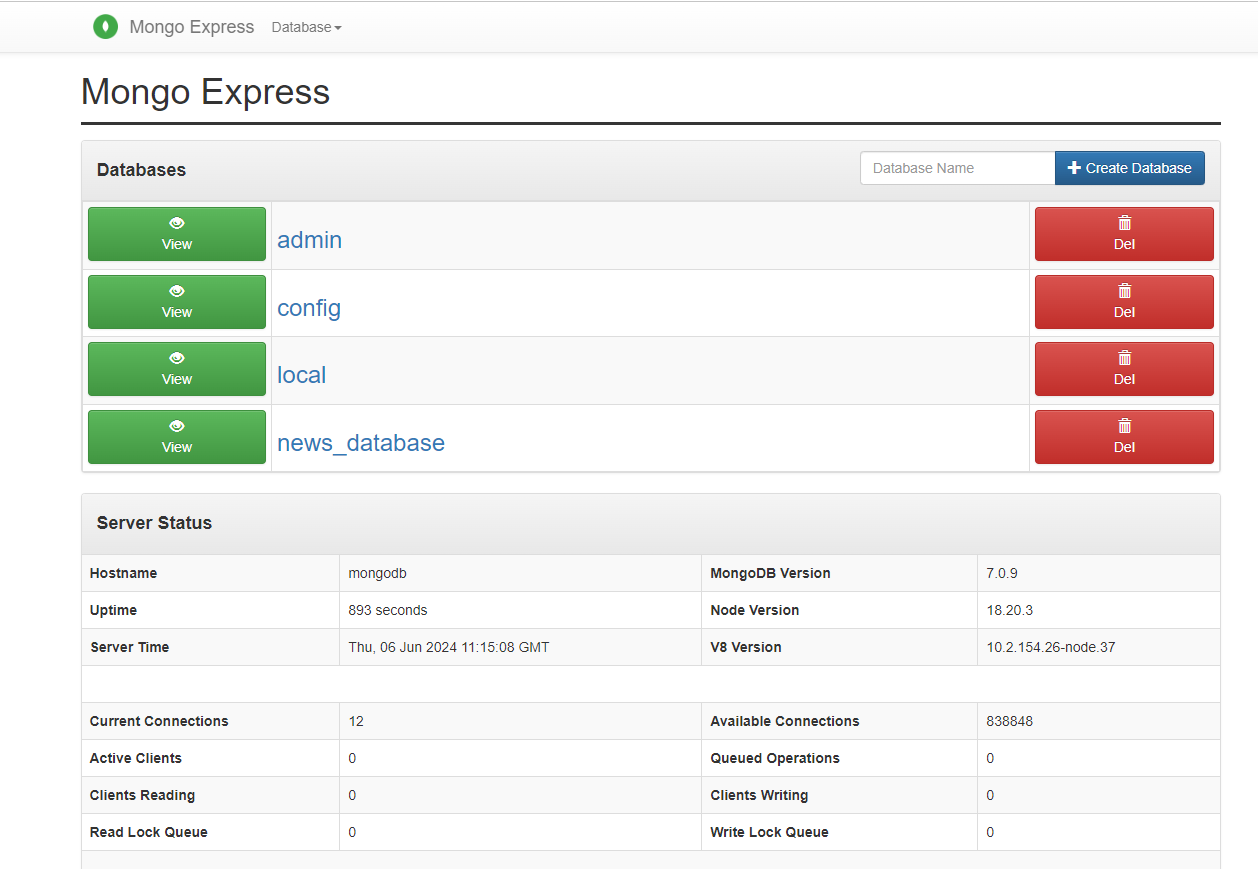 Mongo Express Database
Mongo Express
Databases Database Name Create Database
View admin Del
View config Del
View local Del
View news_database Del
Server Status
Hostname mongodb MongoDB Version 7.0.9
Uptime 893 seconds Node Version 18.20.3
Server Time Thu, 06 Jun 2024 11:15:08 GMT V8 Version 10.2.154.26-node.37
Current Connections 12 Available Connections 838848
Active Clients 0 Queued Operations 0
Clients Reading 0 Clients Writing 0
Read Lock Queue 0 Write Lock Queue 0